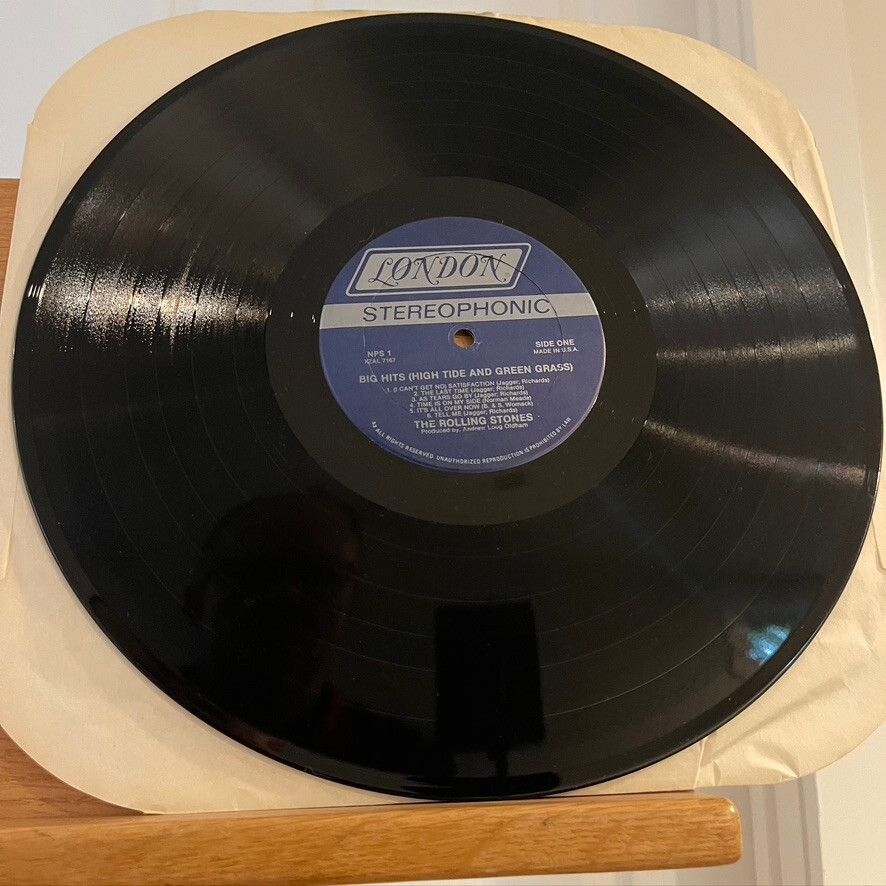 LONDON
STEREOPHONIC
NPS 1
SIDE ONE
MADE IN U.S.A.
BIG HITS (HIGH TIDE AND GREEN GRASS)
1. (I CAN'T GET NO) SATISFACTION (Jagger; Richards)
2. THE LAST TIME (Jagger; Richards)
3. AS TEARS GO BY (Jagger; Richards)
4. TIME IS ON MY SIDE (Norman Meade)
5. IT'S ALL OVER NOW (B. & S. Womack)
6. TELL ME (Jagger; Richards)
THE ROLLING STONES
Produced by: Andrew Loug Oldham
ALL RIGHTS RESERVED UNAUTHORIZED REPRODUCTION IS PROHIBITED BY LAW